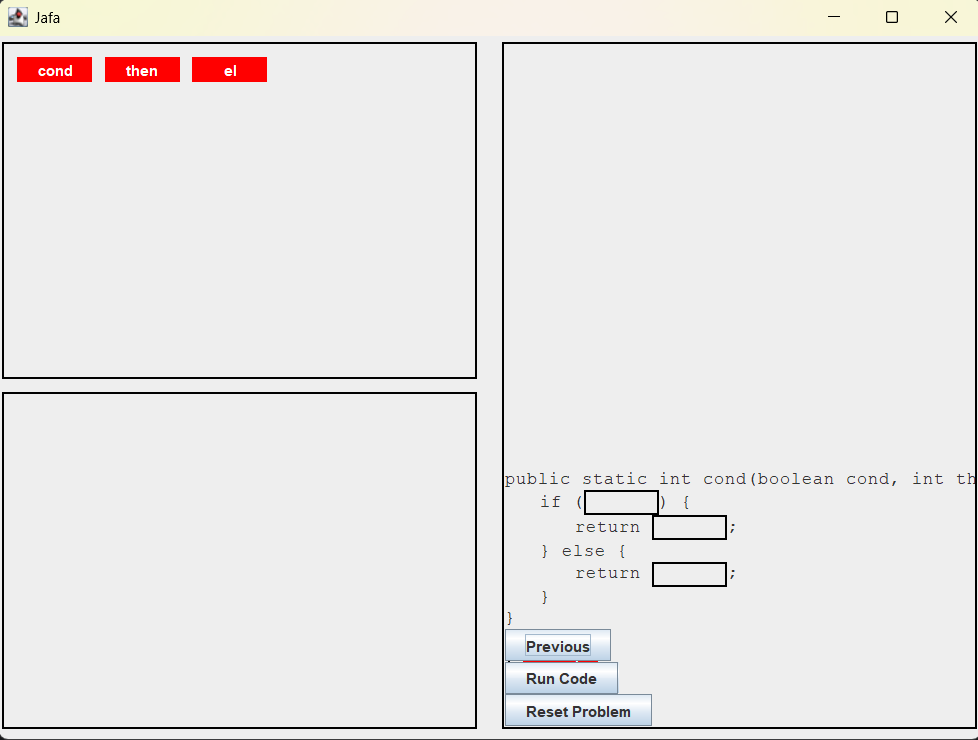 Jafa
cond then el
public static int cond(boolean cond, int th
if ( ) {
return ;
} else {
return ;
}
}
Previous
Run Code
Reset Problem